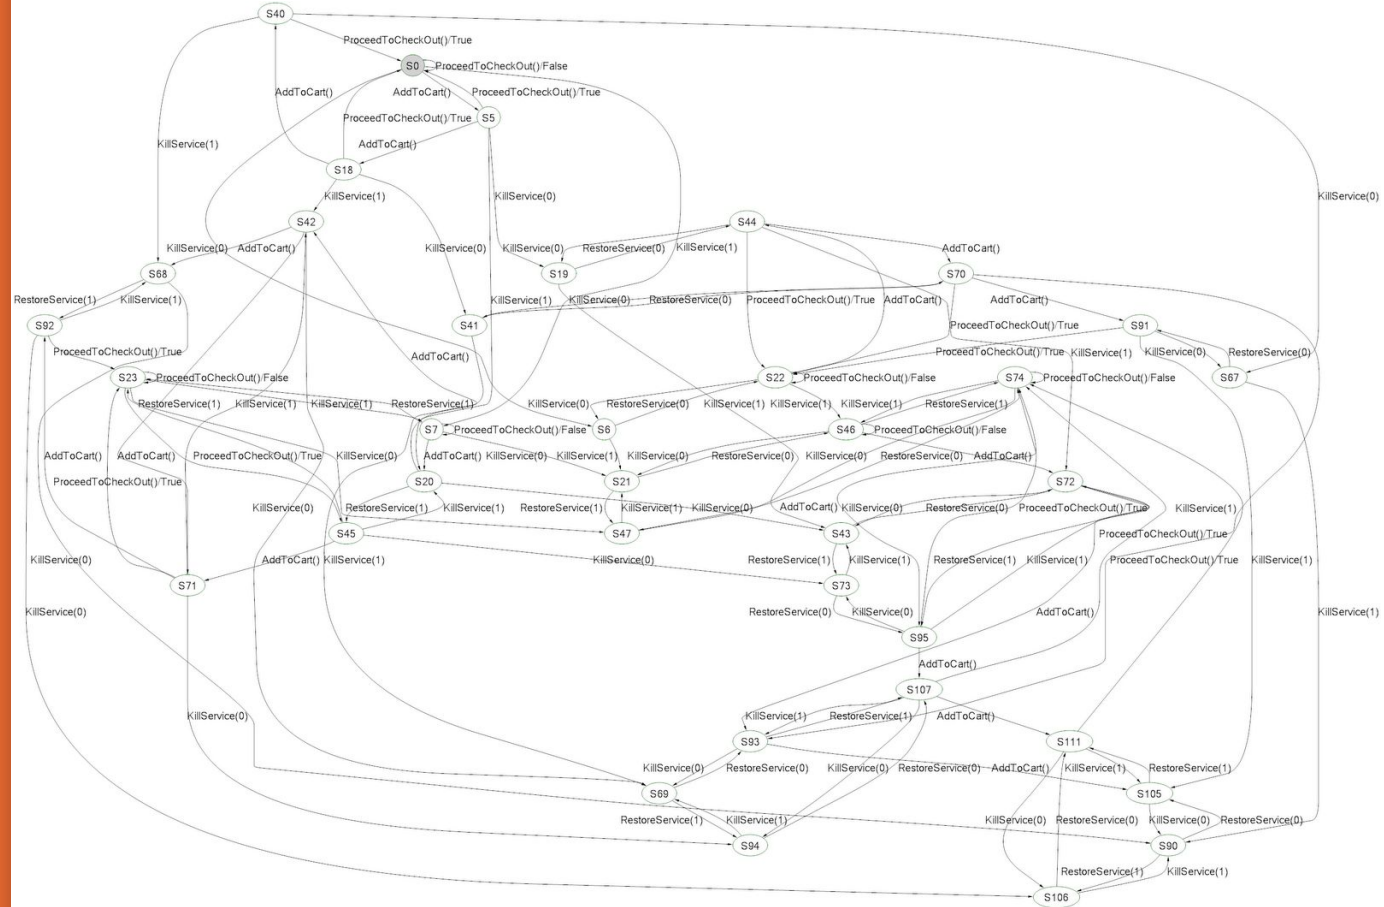 S40
ProceedToCheckOut()/True
S0
ProceedToCheckOut()/False
AddToCart()
AddToCart()
ProceedToCheckOut()/True
ProceedToCheckOut()/True
S5
KillService(1)
AddToCart()
S18
KillService(1)
KillService(0)
KillService(0)
S42
S44
KillService(0)
AddToCart()
KillService(0)
KillService(0)
RestoreService(0)
KillService(1)
AddToCart()
S68
S19
S70
RestoreService(1)
KillService(1)
KillService(1)
KillService(0)
RestoreService(0)
ProceedToCheckOut()/True
AddToCart()
AddToCart()
S92
S41
S91
ProceedToCheckOut()/True
ProceedToCheckOut()/True
AddToCart()
ProceedToCheckOut()/True
KillService(1)
KillService(0)
RestoreService(0)
S23
ProceedToCheckOut()/False
S22
ProceedToCheckOut()/False
S74
ProceedToCheckOut()/False
S67
RestoreService(1)
KillService(1)
KillService(1)
RestoreService(1)
KillService(0)
RestoreService(0)
KillService(1)
KillService(1)
KillService(1)
RestoreService(1)
S7
ProceedToCheckOut()/False
S6
S46
ProceedToCheckOut()/False
AddToCart()
AddToCart()
ProceedToCheckOut()/True
AddToCart()
KillService(0)
KillService(1)
KillService(0)
RestoreService(0)
KillService(0)
RestoreService(0)
AddToCart()
ProceedToCheckOut()/True
S20
S21
S72
KillService(0)
KillService(0)
RestoreService(1)
KillService(1)
RestoreService(1)
KillService(1)
KillService(0)
AddToCart()
KillService(0)
RestoreService(0)
ProceedToCheckOut()/True
KillService(1)
S45
S47
S43
ProceedToCheckOut()/True
KillService(0)
AddToCart()
KillService(1)
KillService(0)
RestoreService(1)
KillService(1)
RestoreService(1)
KillService(1)
ProceedToCheckOut()/True
KillService(1)
S71
S73
KillService(0)
RestoreService(0)
KillService(0)
AddToCart()
KillService(1)
S95
AddToCart()
S107
KillService(0)
KillService(1)
RestoreService(1)
AddToCart()
S93
S111
KillService(0)
RestoreService(0)
KillService(0)
RestoreService(0)
AddToCart()
KillService(1)
RestoreService(1)
S69
S105
RestoreService(1)
KillService(1)
KillService(0)
RestoreService(0)
KillService(0)
RestoreService(0)
S94
S90
RestoreService(1)
KillService(1)
S106